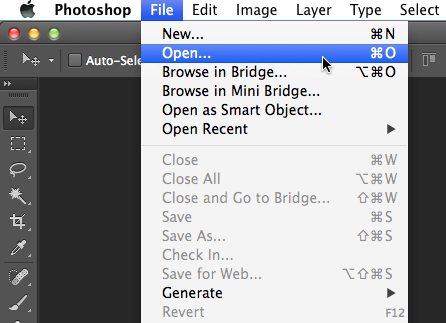 Photoshop File Edit Image Layer Type Select
New... ⌘N
Open... ⌘O
Auto-Sele
Browse in Bridge... ⌥⌘O
Browse in Mini Bridge...
Open as Smart Object...
Open Recent ▶
Close ⌘W
Close All ⌥⌘W
Close and Go to Bridge... ⇧⌘W
Save ⌘S
Save As... ⇧⌘S
Check In...
Save for Web... ⌥⇧⌘S
Generate ▶
Revert F12